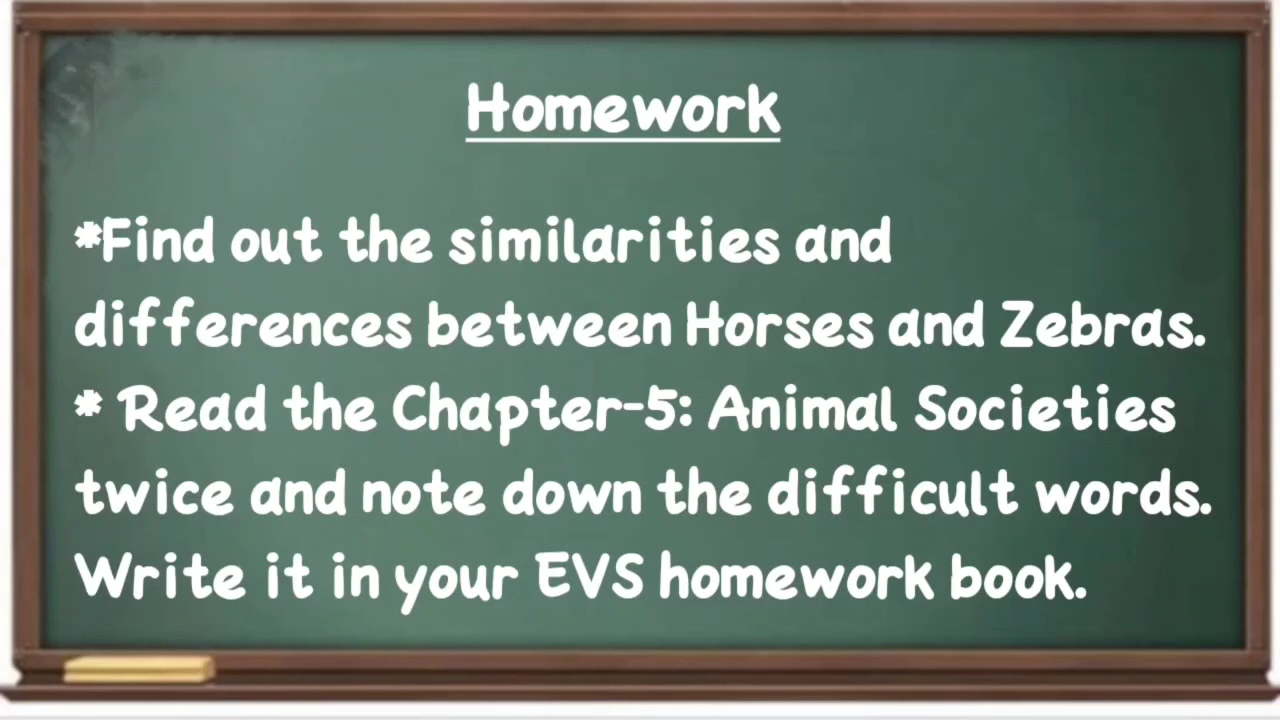 Homework
*Find out the similarities and
differences between Horses and Zebras.
* Read the Chapter-5: Animal Societies
twice and note down the difficult words.
Write it in your EVS homework book.